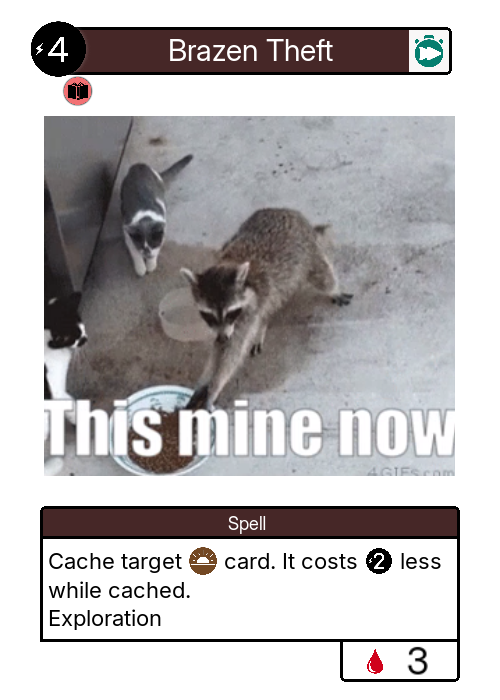 4
Brazen Theft
This mine now
4GIFs.com
Spell
Cache target card. It costs 2 less
while cached.
Exploration
3